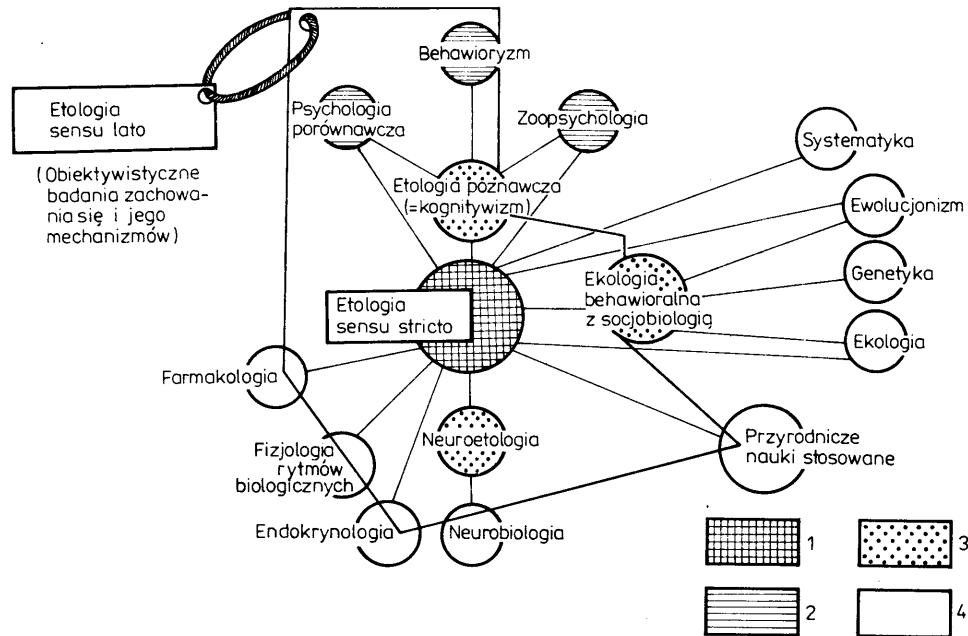 Behawioryzm
Etologia
sensu lato
(Obiektywistyczne
badania zachowa-
nia się i jego
mechanizmów)
Psychologia
porównawcza
Zoopsychologia
Systematyka
Etologia poznawcza
(=kognitywizm)
Ewolucjonizm
Etologia
sensu stricto
Ekologia
behawioralna
z socjobiologią
Genetyka
Ekologia
Farmakologia
Fizjologia
rytmów
biologicznych
Neuroetologia
Przyrodnicze
nauki stosowane
Endokrynologia
Neurobiologia
1
3
2
4